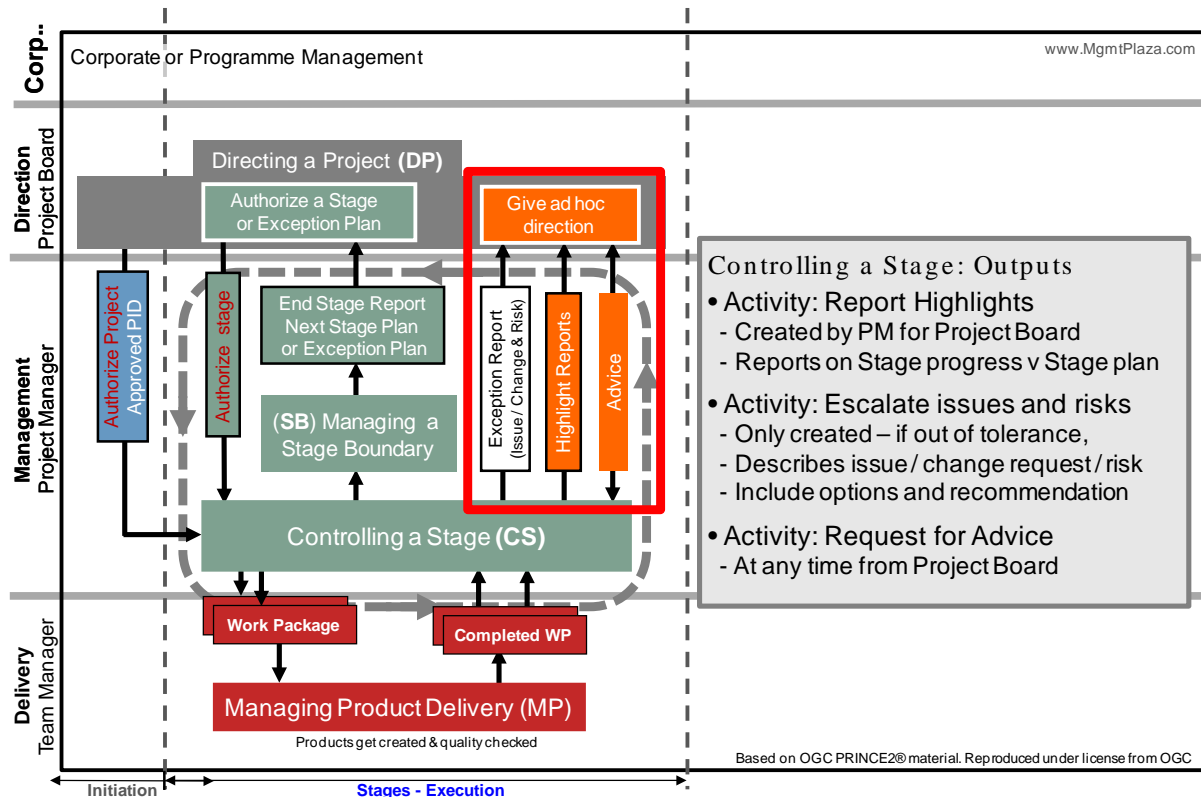 Corp..
Corporate or Programme Management
www.MgmtPlaza.com
Direction
Project Board
Directing a Project (DP)
Authorize a Stage
or Exception Plan
Give ad hoc
direction
Management
Project Manager
Authorize Project
Approved PID
Authorize stage
End Stage Report
Next Stage Plan
or Exception Plan
(SB) Managing a
Stage Boundary
Exception Report
(Issue / Change & Risk)
Highlight Reports
Advice
Controlling a Stage (CS)
Controlling a Stage: Outputs
• Activity: Report Highlights
- Created by PM for Project Board
- Reports on Stage progress v Stage plan
• Activity: Escalate issues and risks
- Only created – if out of tolerance,
- Describes issue / change request / risk
- Include options and recommendation
• Activity: Request for Advice
- At any time from Project Board
Delivery
Team Manager
Work Package
Completed WP
Managing Product Delivery (MP)
Products get created & quality checked
Based on OGC PRINCE2® material. Reproduced under license from OGC
Initiation
Stages - Execution